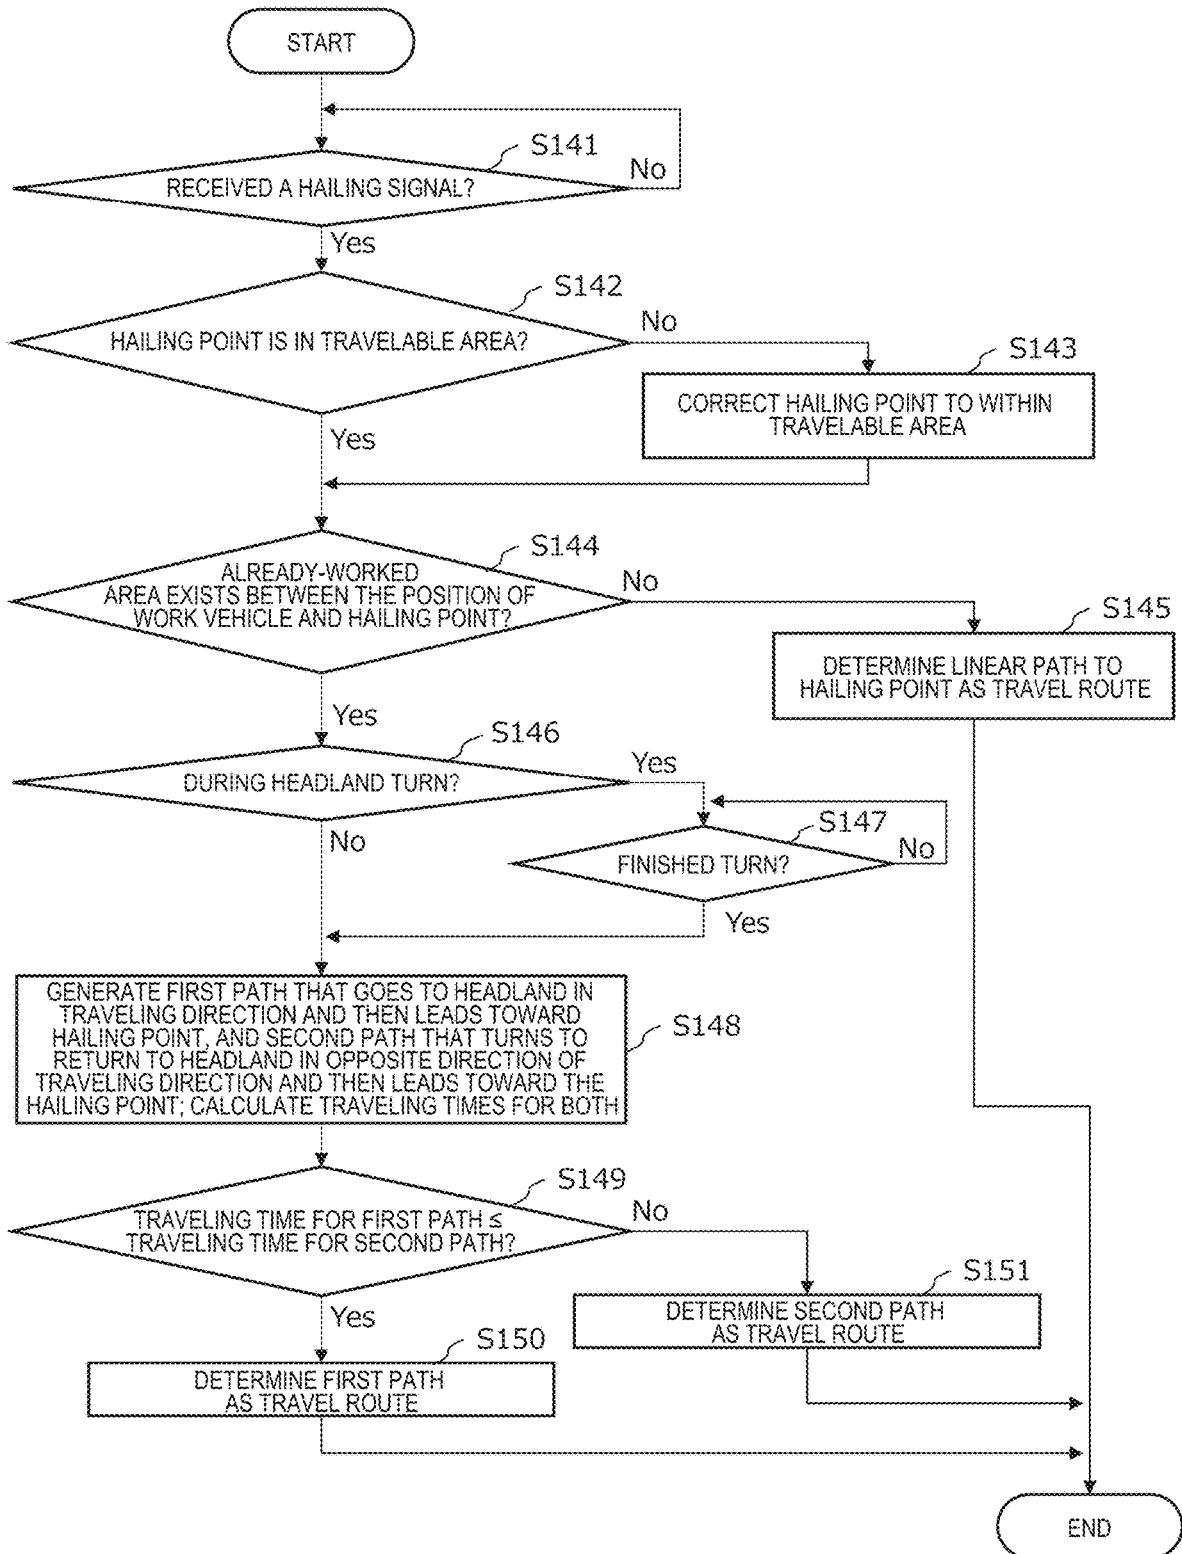 START
S141
No
RECEIVED A HAILING SIGNAL?
Yes
S142
No
HAILING POINT IS IN TRAVELABLE AREA?
S143
CORRECT HAILING POINT TO WITHIN
TRAVELABLE AREA
Yes
S144
ALREADY-WORKED
AREA EXISTS BETWEEN THE POSITION OF
WORK VEHICLE AND HAILING POINT?
No
S145
DETERMINE LINEAR PATH TO
HAILING POINT AS TRAVEL ROUTE
Yes
S146
DURING HEADLAND TURN?
Yes
S147
No
FINISHED TURN?
No
Yes
GENERATE FIRST PATH THAT GOES TO HEADLAND IN
TRAVELING DIRECTION AND THEN LEADS TOWARD
HAILING POINT, AND SECOND PATH THAT TURNS TO
RETURN TO HEADLAND IN OPPOSITE DIRECTION OF
TRAVELING DIRECTION AND THEN LEADS TOWARD THE
HAILING POINT; CALCULATE TRAVELING TIMES FOR BOTH
S148
S149
TRAVELING TIME FOR FIRST PATH ≤
TRAVELING TIME FOR SECOND PATH?
No
S151
DETERMINE SECOND PATH
AS TRAVEL ROUTE
Yes
S150
DETERMINE FIRST PATH
AS TRAVEL ROUTE
END